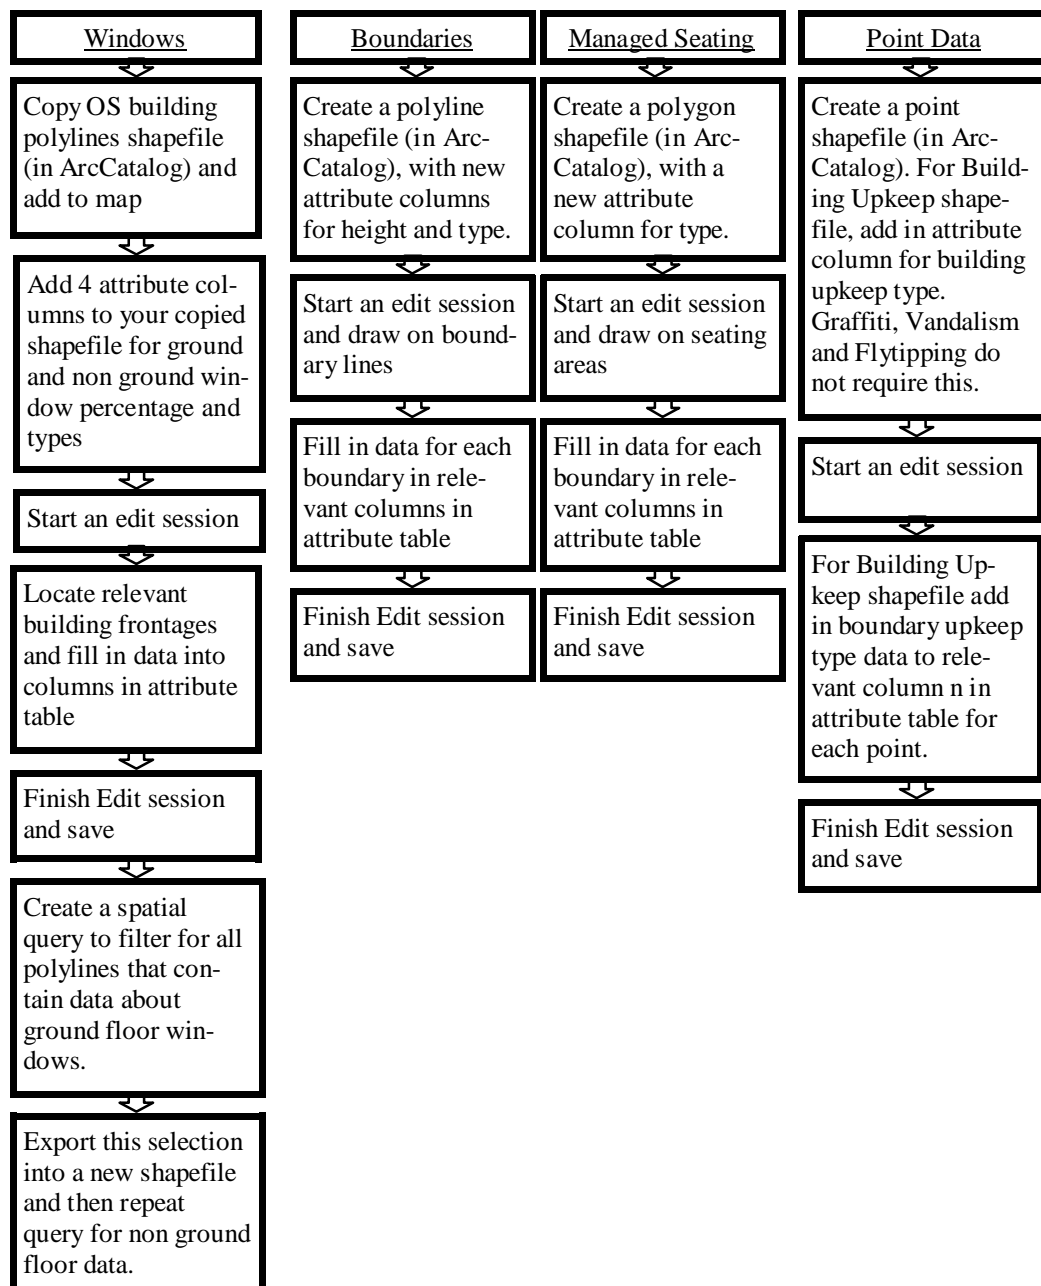 Windows
Copy OS building
polylines shapefile
(in ArcCatalog) and
add to map
Add 4 attribute col-
umns to your copied
shapefile for ground
and non ground win-
dow percentage and
types
Start an edit session
Locate relevant
building frontages
and fill in data into
columns in attribute
table
Finish Edit session
and save
Create a spatial
query to filter for all
polylines that con-
tain data about
ground floor win-
dows.
Export this selection
into a new shapefile
and then repeat
query for non ground
floor data.
Boundaries
Create a polyline
shapefile (in Arc-
Catalog), with new
attribute columns
for height and type.
Start an edit session
and draw on bound-
ary lines
Fill in data for each
boundary in rele-
vant columns in
attribute table
Finish Edit session
and save
Managed Seating
Create a polygon
shapefile (in Arc-
Catalog), with a
new attribute
column for type.
Start an edit session
and draw on seating
areas
Fill in data for each
boundary in rele-
vant columns in
attribute table
Finish Edit session
and save
Point Data
Create a point
shapefile (in Arc-
Catalog). For Build-
ing Upkeep shape-
file, add in attribute
column for building
upkeep type.
Graffiti, Vandalism
and Flytipping do
not require this.
Start an edit session
For Building Up-
keep shapefile add
in boundary upkeep
type data to rele-
vant column n in
attribute table for
each point.
Finish Edit session
and save